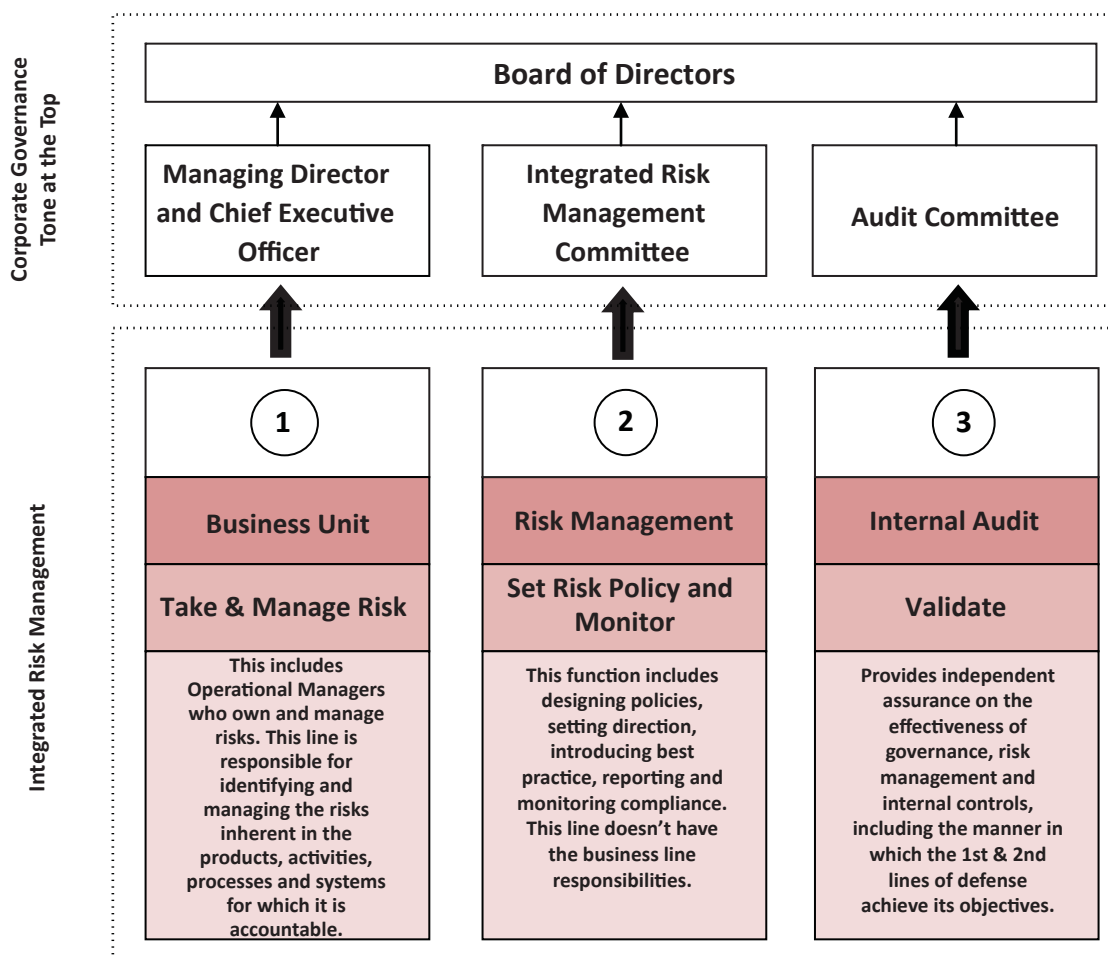 Corporate Governance
Tone at the Top
Board of Directors
Managing Director
and Chief Executive
Officer
Integrated Risk
Management
Committee
Audit Committee
Integrated Risk Management
1
Business Unit
Take & Manage Risk
This includes
Operational Managers
who own and manage
risks. This line is
responsible for
identifying and
managing the risks
inherent in the
products, activities,
processes and systems
for which it is
accountable.
2
Risk Management
Set Risk Policy and
Monitor
This function includes
designing policies,
setting direction,
introducing best
practice, reporting and
monitoring compliance.
This line doesn’t have
the business line
responsibilities.
3
Internal Audit
Validate
Provides independent
assurance on the
effectiveness of
governance, risk
management and
internal controls,
including the manner in
which the 1st & 2nd
lines of defense
achieve its objectives.